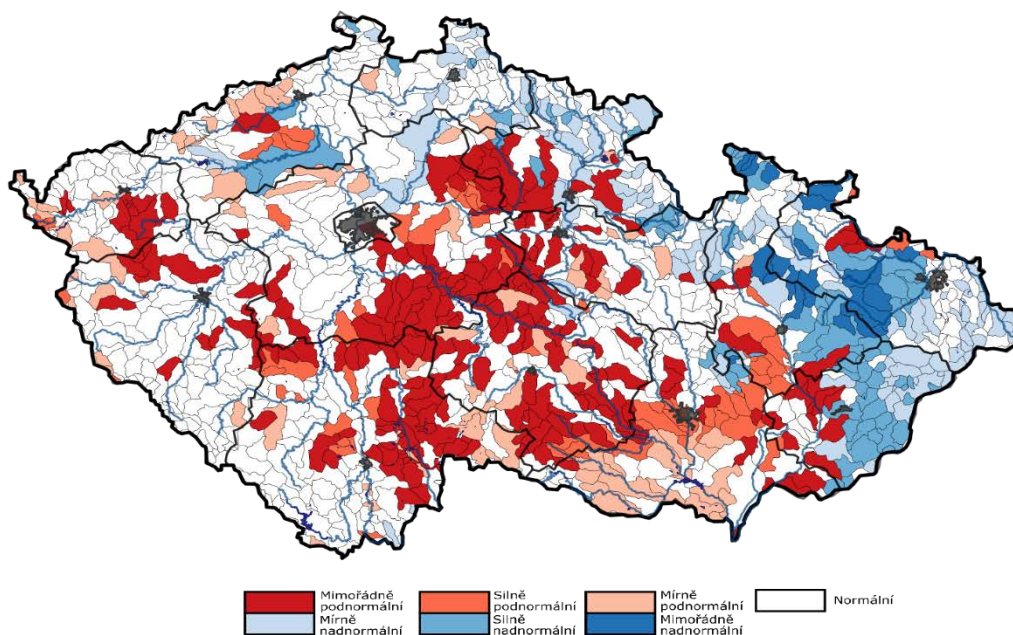 Mimořádně
podnormální
Silně
podnormální
Mírně
podnormální
Normální
Mírně
nadnormální
Silně
nadnormální
Mimořádně
nadnormální